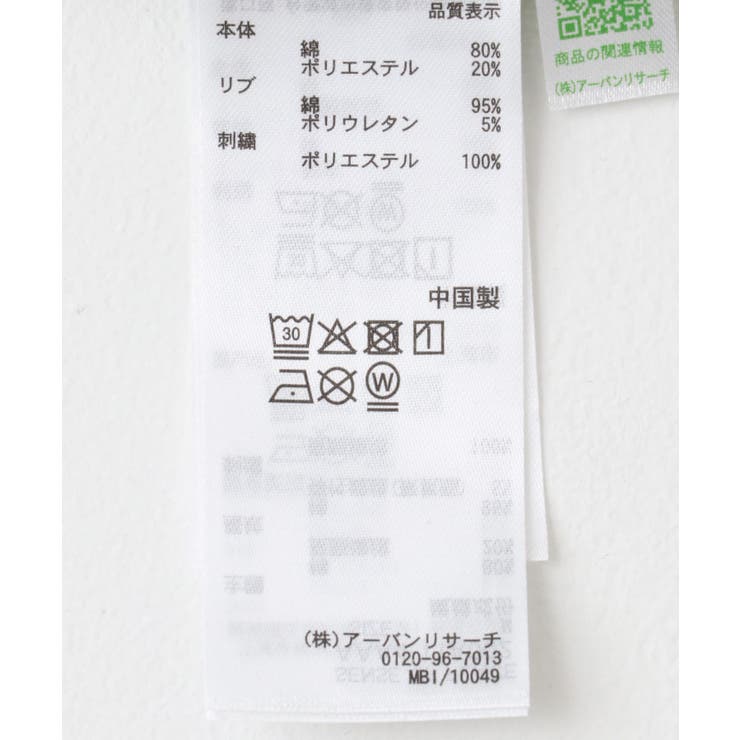 品質表示
本体
綿 80%
ポリエステル 20%
リブ
綿 95%
ポリウレタン 5%
刺繍
ポリエステル 100%
中国製
30
W
(株)アーバンリサーチ
0120-96-7013
MBI/10049
商品の関連情報
(株)アーバンリサーチ